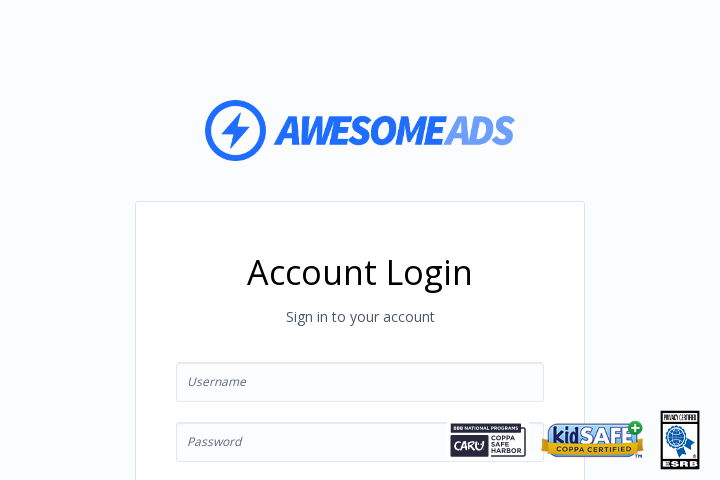 AWESOMEADS
Account Login
Sign in to your account
Username
Password
BBB NATIONAL PROGRAMS
CARU
COPPA
SAFE
HARBOR
kidSAFE
COPPA CERTIFIED
TM
PRIVACY CERTIFIED
ESRB